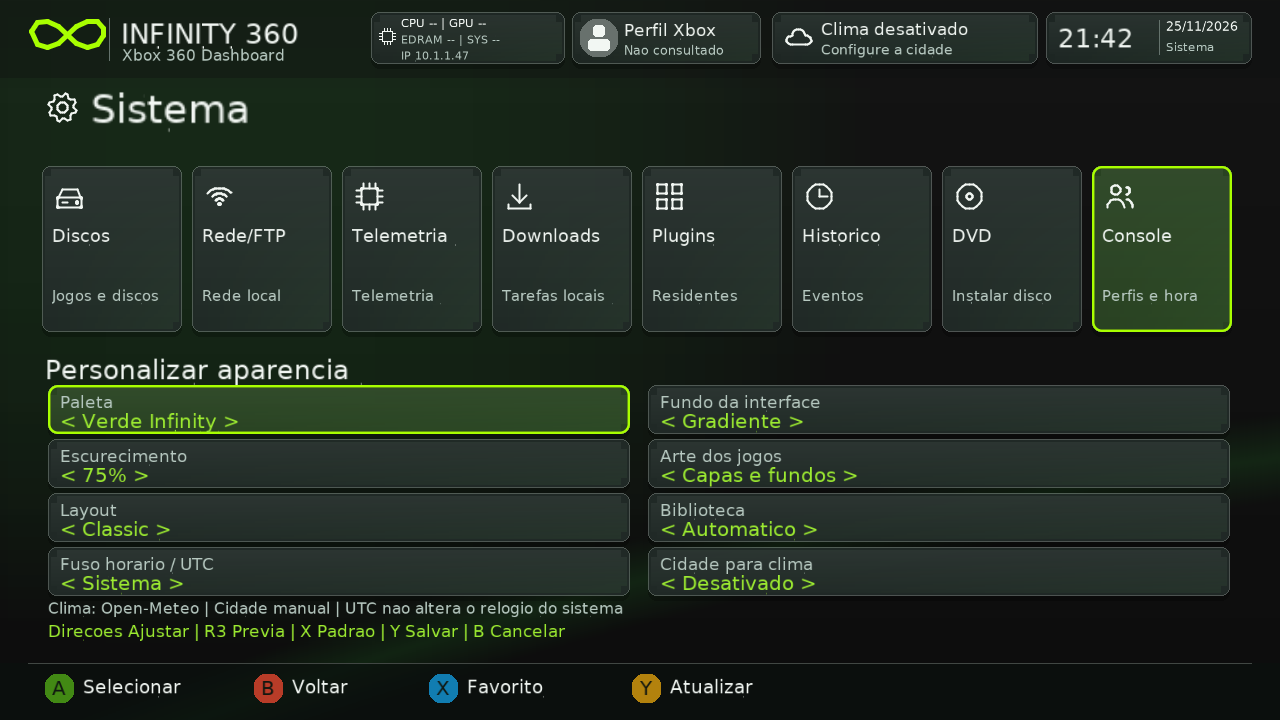 INFINITY 360
Xbox 360 Dashboard
CPU -- | GPU --
EDRAM -- | SYS --
IP 10.1.1.47
Perfil Xbox
Nao consultado
Clima desativado
Configure a cidade
21:42
25/11/2026
Sistema
Sistema
Discos
Jogos e discos
Rede/FTP
Rede local
Telemetria
Telemetria
Downloads
Tarefas locais
Plugins
Residentes
Historico
Eventos
DVD
Instalar disco
Console
Perfis e hora
Personalizar aparencia
Paleta
< Verde Infinity >
Fundo da interface
< Gradiente >
Escurecimento
< 75% >
Arte dos jogos
< Capas e fundos >
Layout
< Classic >
Biblioteca
< Automatico >
Fuso horario / UTC
< Sistema >
Cidade para clima
< Desativado >
Clima: Open-Meteo | Cidade manual | UTC nao altera o relogio do sistema
Direcoes Ajustar | R3 Previa | X Padrao | Y Salvar | B Cancelar
A Selecionar
B Voltar
X Favorito
Y Atualizar